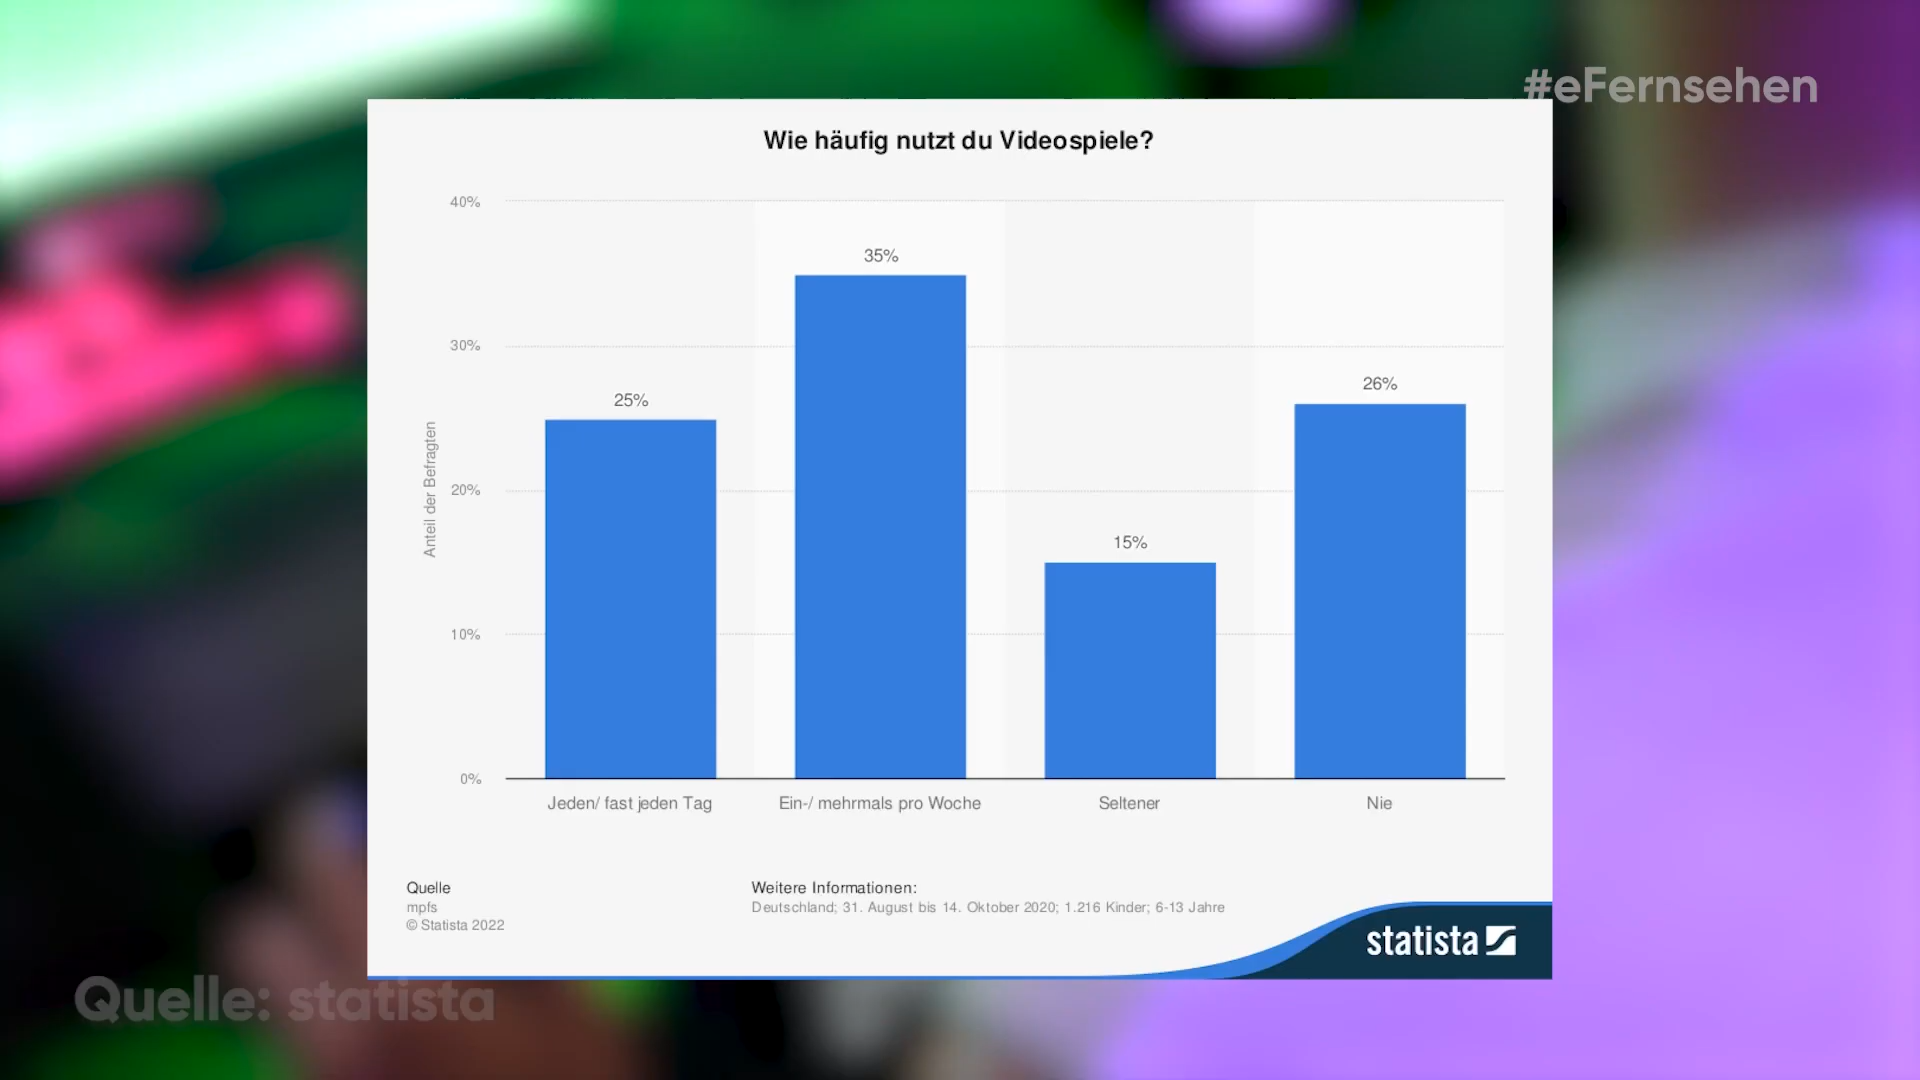 #eFernsehen
Wie häufig nutzt du Videospiele?
40%
30%
20%
10%
0%
Anteil der Befragten
25%
35%
15%
26%
Jeden/ fast jeden Tag
Ein-/ mehrmals pro Woche
Seltener
Nie
Quelle
mpfs
© Statista 2022
Weitere Informationen:
Deutschland; 31. August bis 14. Oktober 2020; 1.216 Kinder; 6-13 Jahre
statista
Quelle: statista